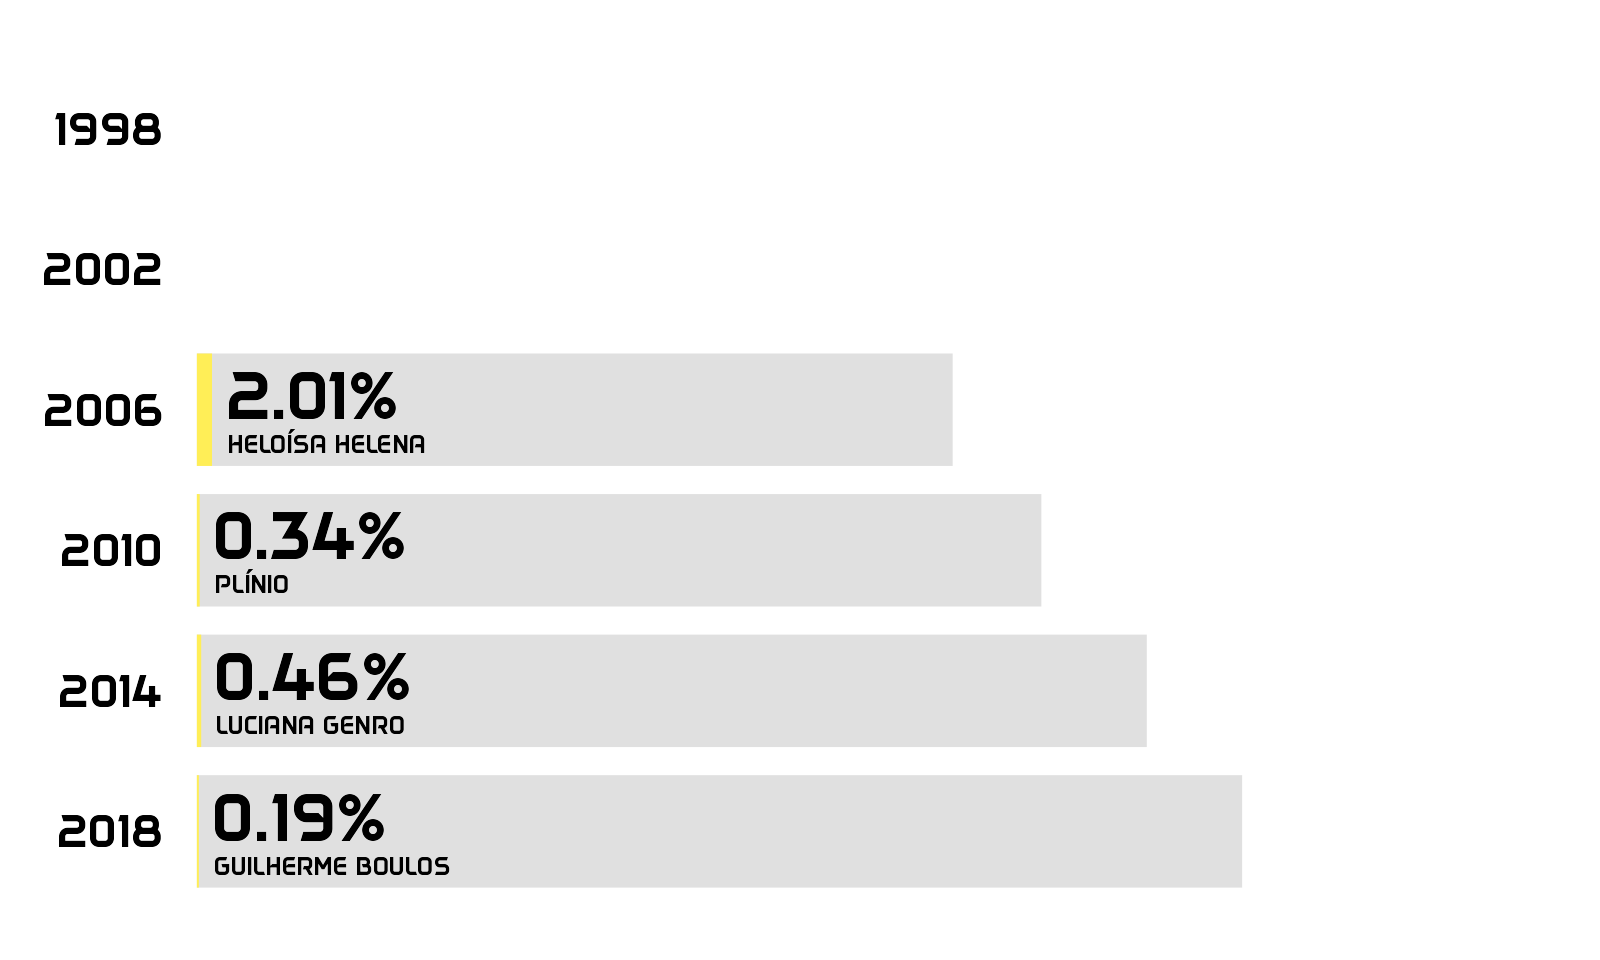 1998
2002
2006
2.01%
HELOÍSA HELENA
2010
0.34%
PLÍNIO
2014
0.46%
LUCIANA GENRO
2018
0.19%
GUILHERME BOULOS